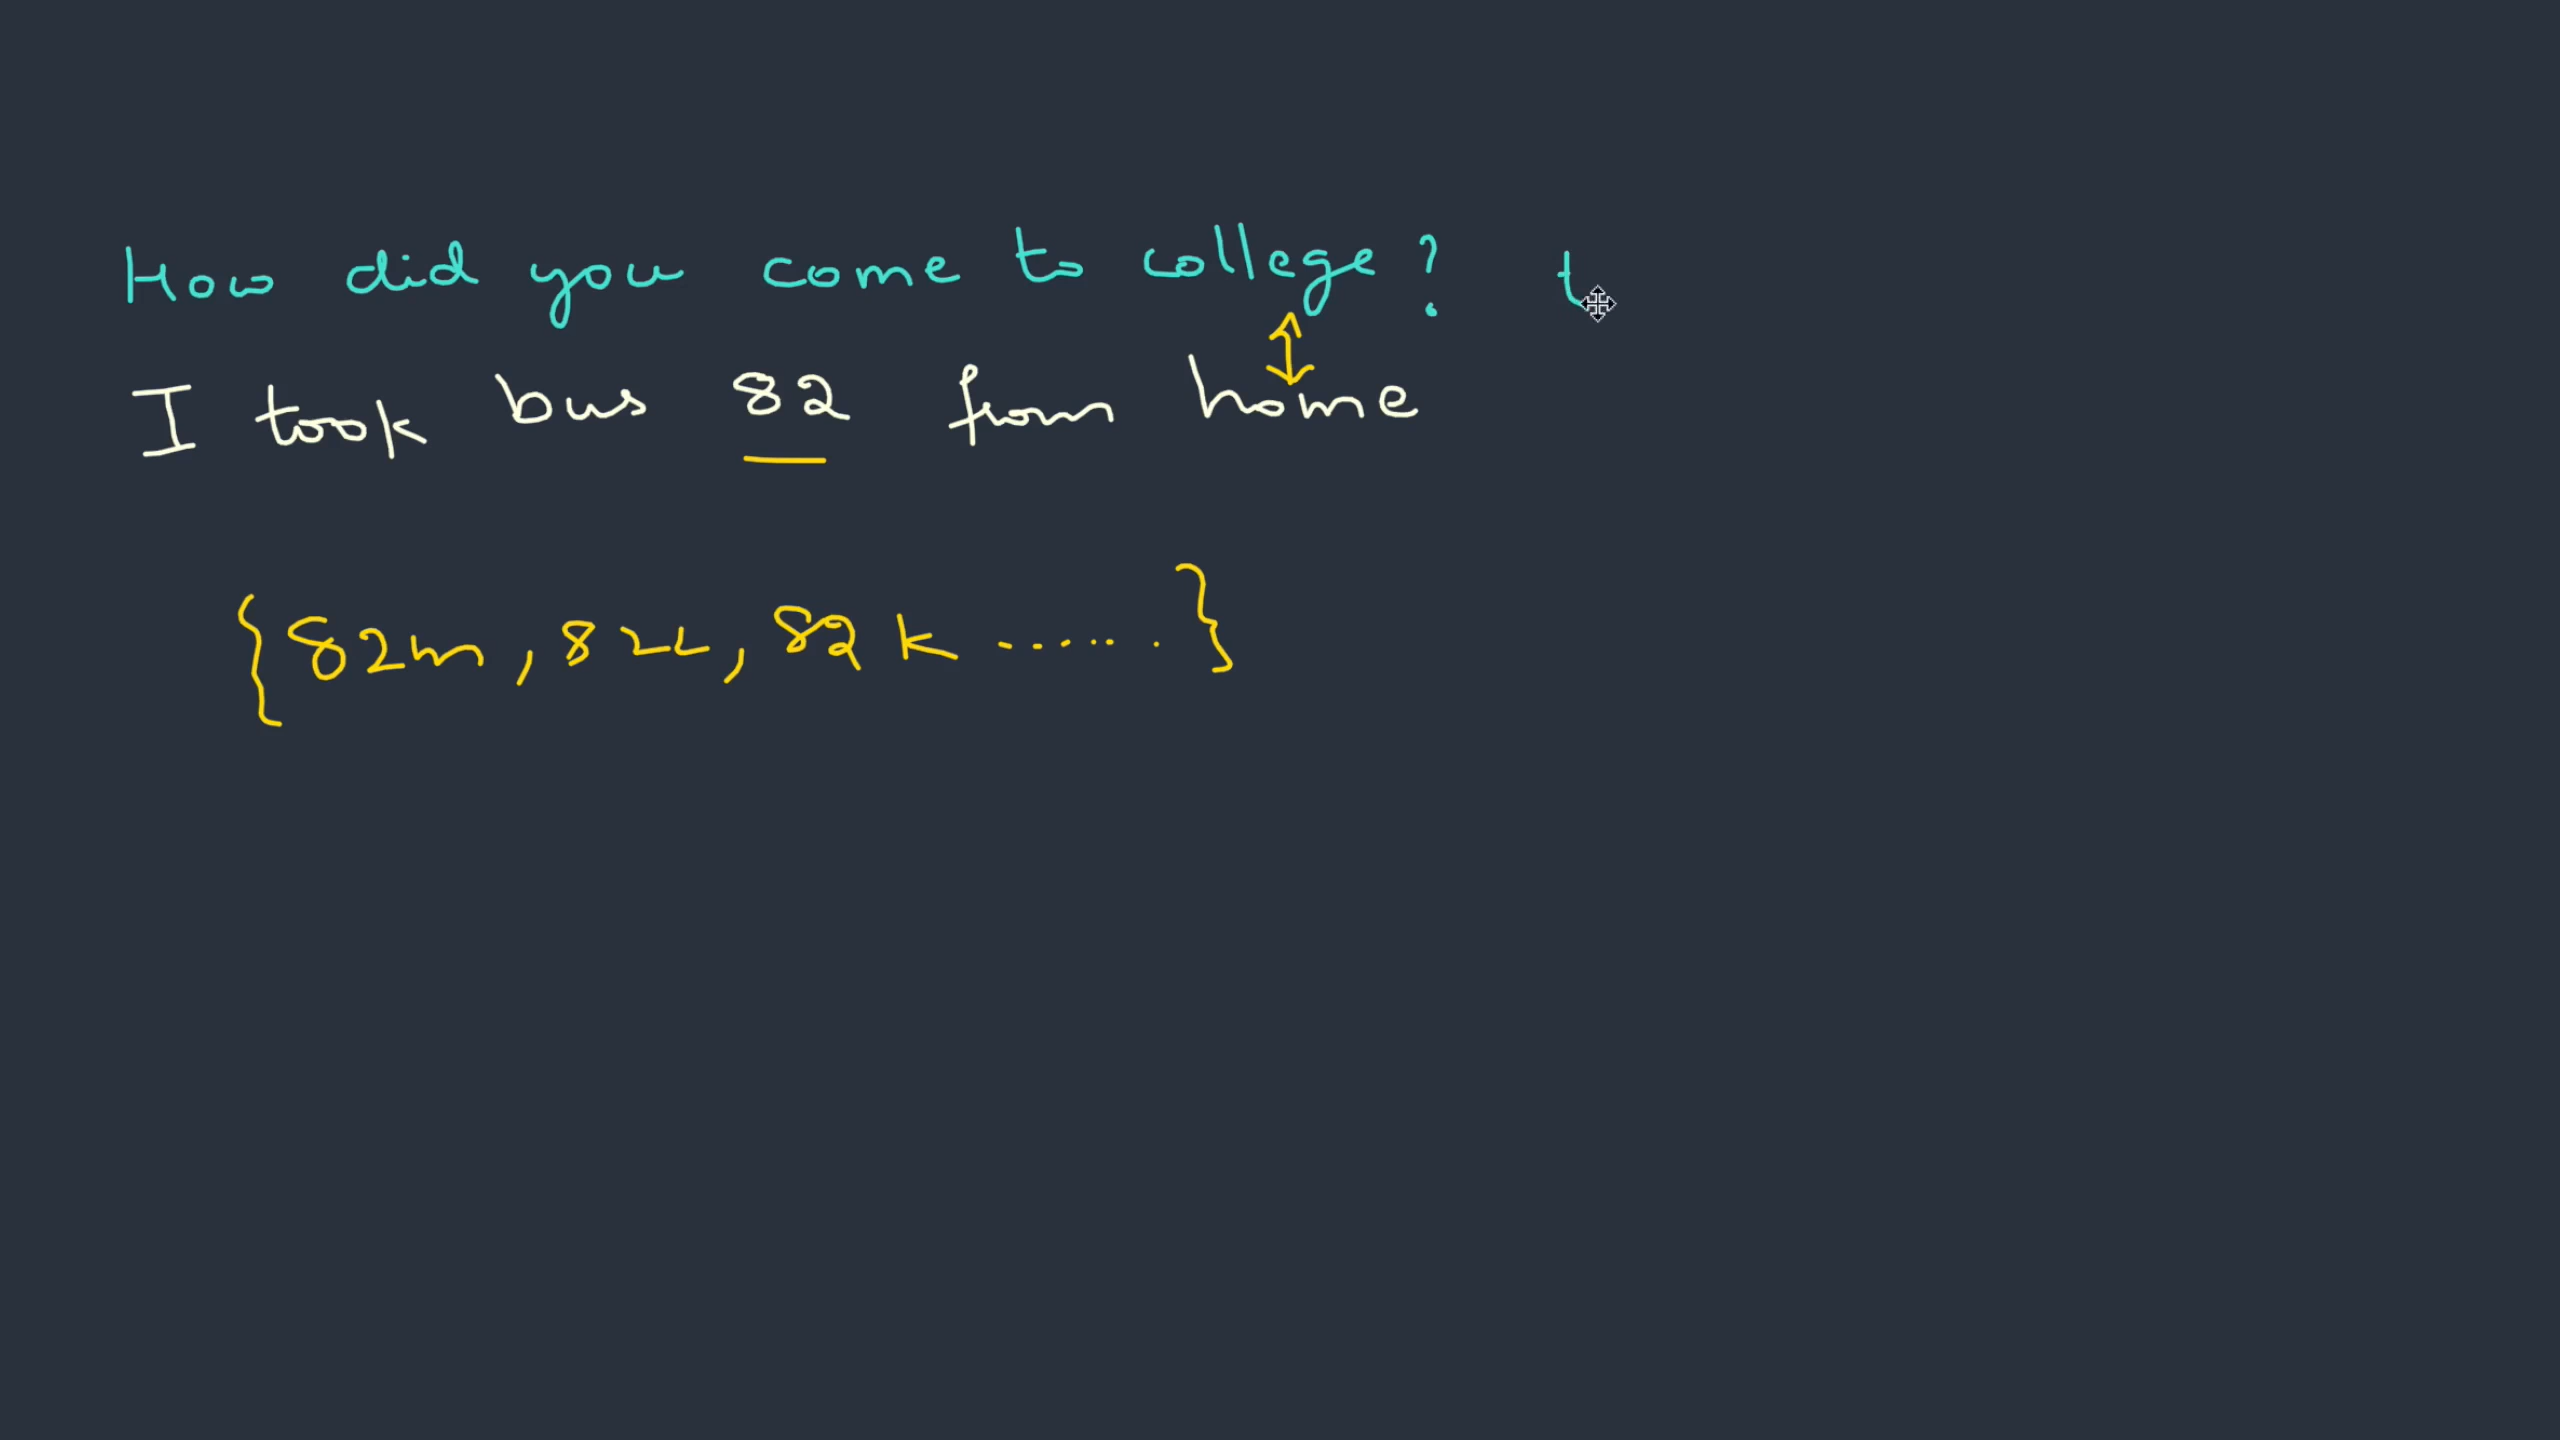 How did you come to college? t
I took bus 82 from home
{82m, 82L, 82k ....... }